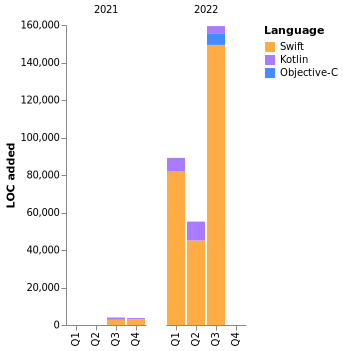 2021
2022
Language
Swift
Kotlin
Objective-C
LOC added
160,000
140,000
120,000
100,000
80,000
60,000
40,000
20,000
0
Q1 Q2 Q3 Q4 Q1 Q2 Q3 Q4